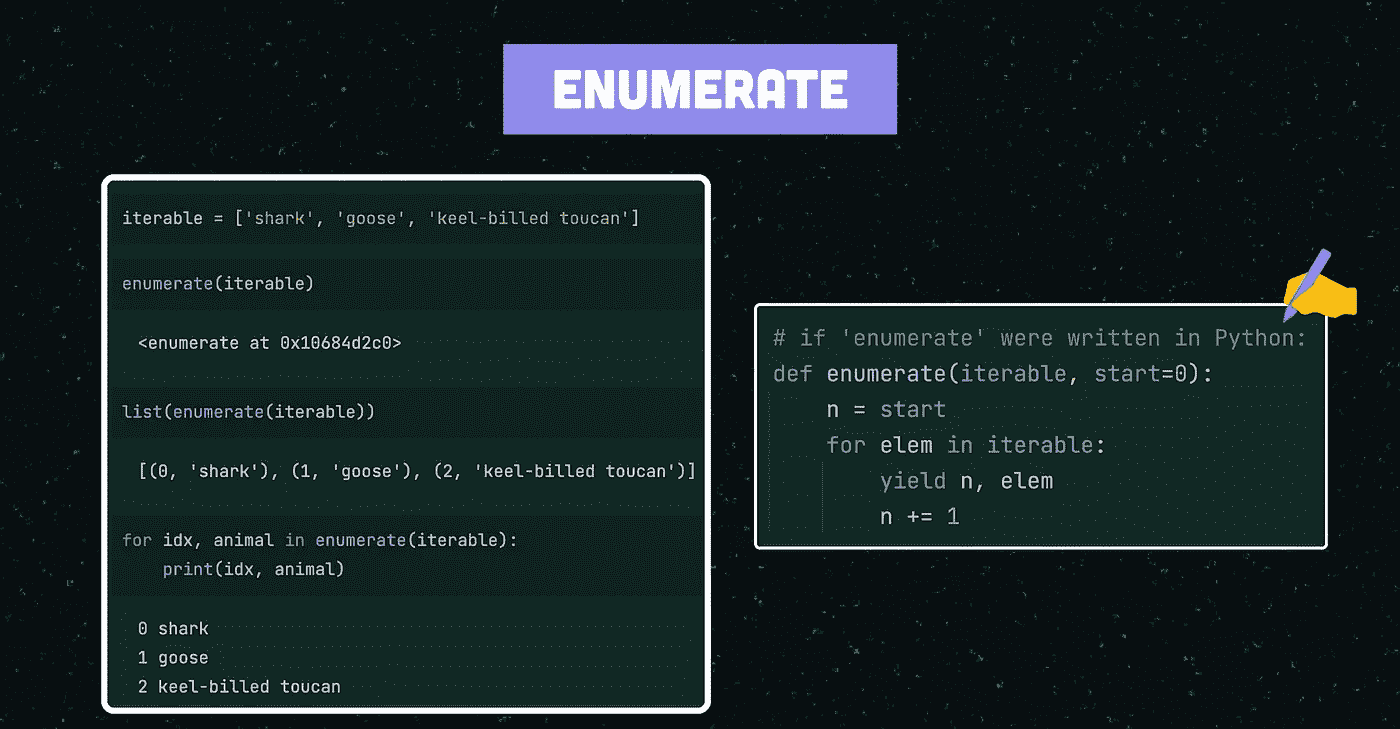 ENUMERATE
iterable = ['shark', 'goose', 'keel-billed toucan']
enumerate(iterable)
<enumerate at 0x10684d2c0>
list(enumerate(iterable))
[(0, 'shark'), (1, 'goose'), (2, 'keel-billed toucan')]
for idx, animal in enumerate(iterable):
    print(idx, animal)
0 shark
1 goose
2 keel-billed toucan
# if 'enumerate' were written in Python:
def enumerate(iterable, start=0):
    n = start
    for elem in iterable:
        yield n, elem
        n += 1